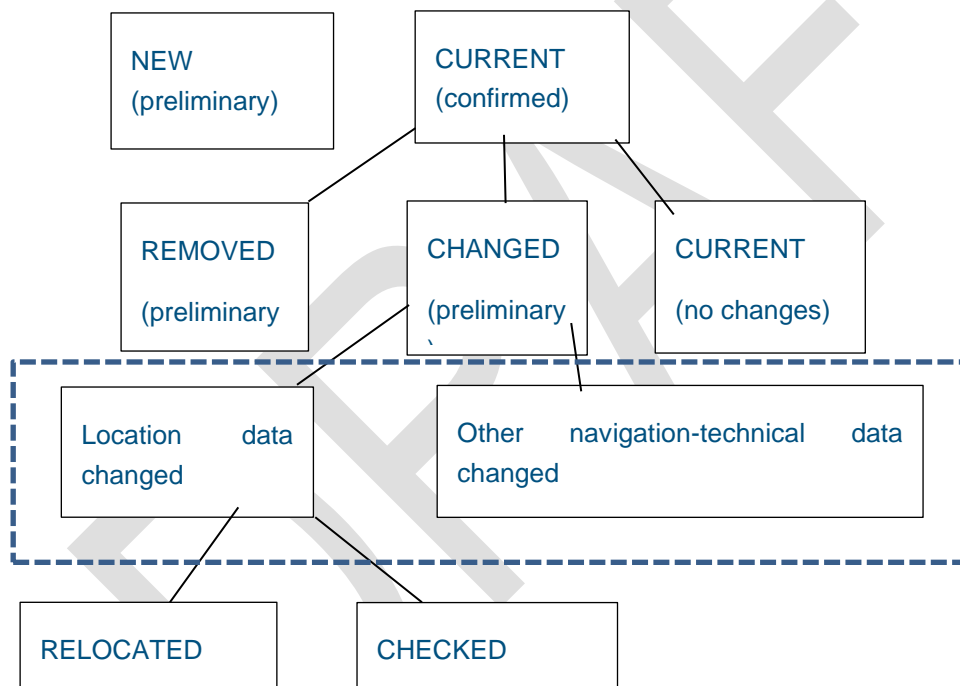 NEW
(preliminary)
CURRENT
(confirmed)
REMOVED
(preliminary
CHANGED
(preliminary
)
CURRENT
(no changes)
Location data
changed
Other navigation-technical data
changed
RELOCATED
CHECKED